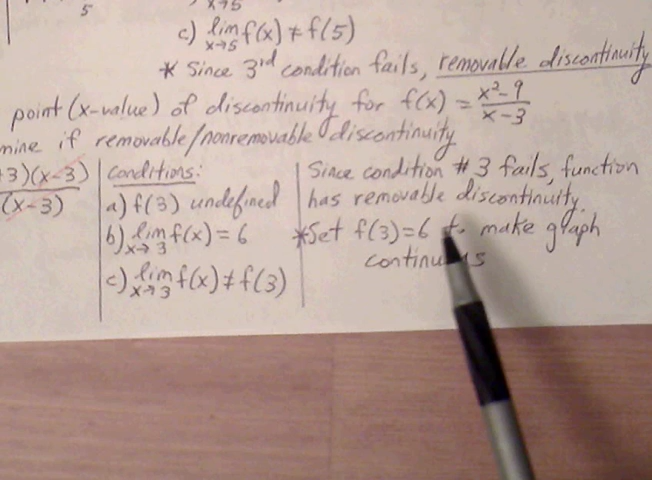 5
x→5
c) lim f(x) ≠ f(5)
x→5
* Since 3rd condition fails, removable discontinuity
point (x-value) of discontinuity for f(x) = x²-9
x-3
mine if removable/nonremovable discontinuity
+3)(x-3)
(x-3)
Conditions:
a) f(3) undefined
b) lim f(x) = 6
x→3
c) lim f(x) ≠ f(3)
x→3
Since condition #3 fails, function
has removable discontinuity.
*Set f(3)=6 to make graph
continuous